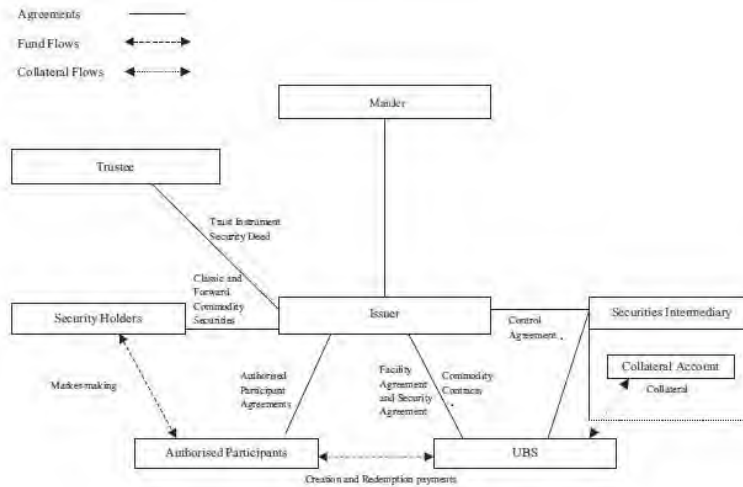 Agreements
Fund Flows
Collateral Flows
Trustee
Trust Instrument
Security Deed
Classic and
Forward
Commodity
Securities
Security Holders
Issuer
Control
Agreement
Securities Intermediary
Collateral Account
Collateral
Market-making
Authorised
Participant
Agreements
Facility
Agreement
and Security
Agreement
Commodity
Contracts
Authorised Participants
UBS
Creation and Redemption payments